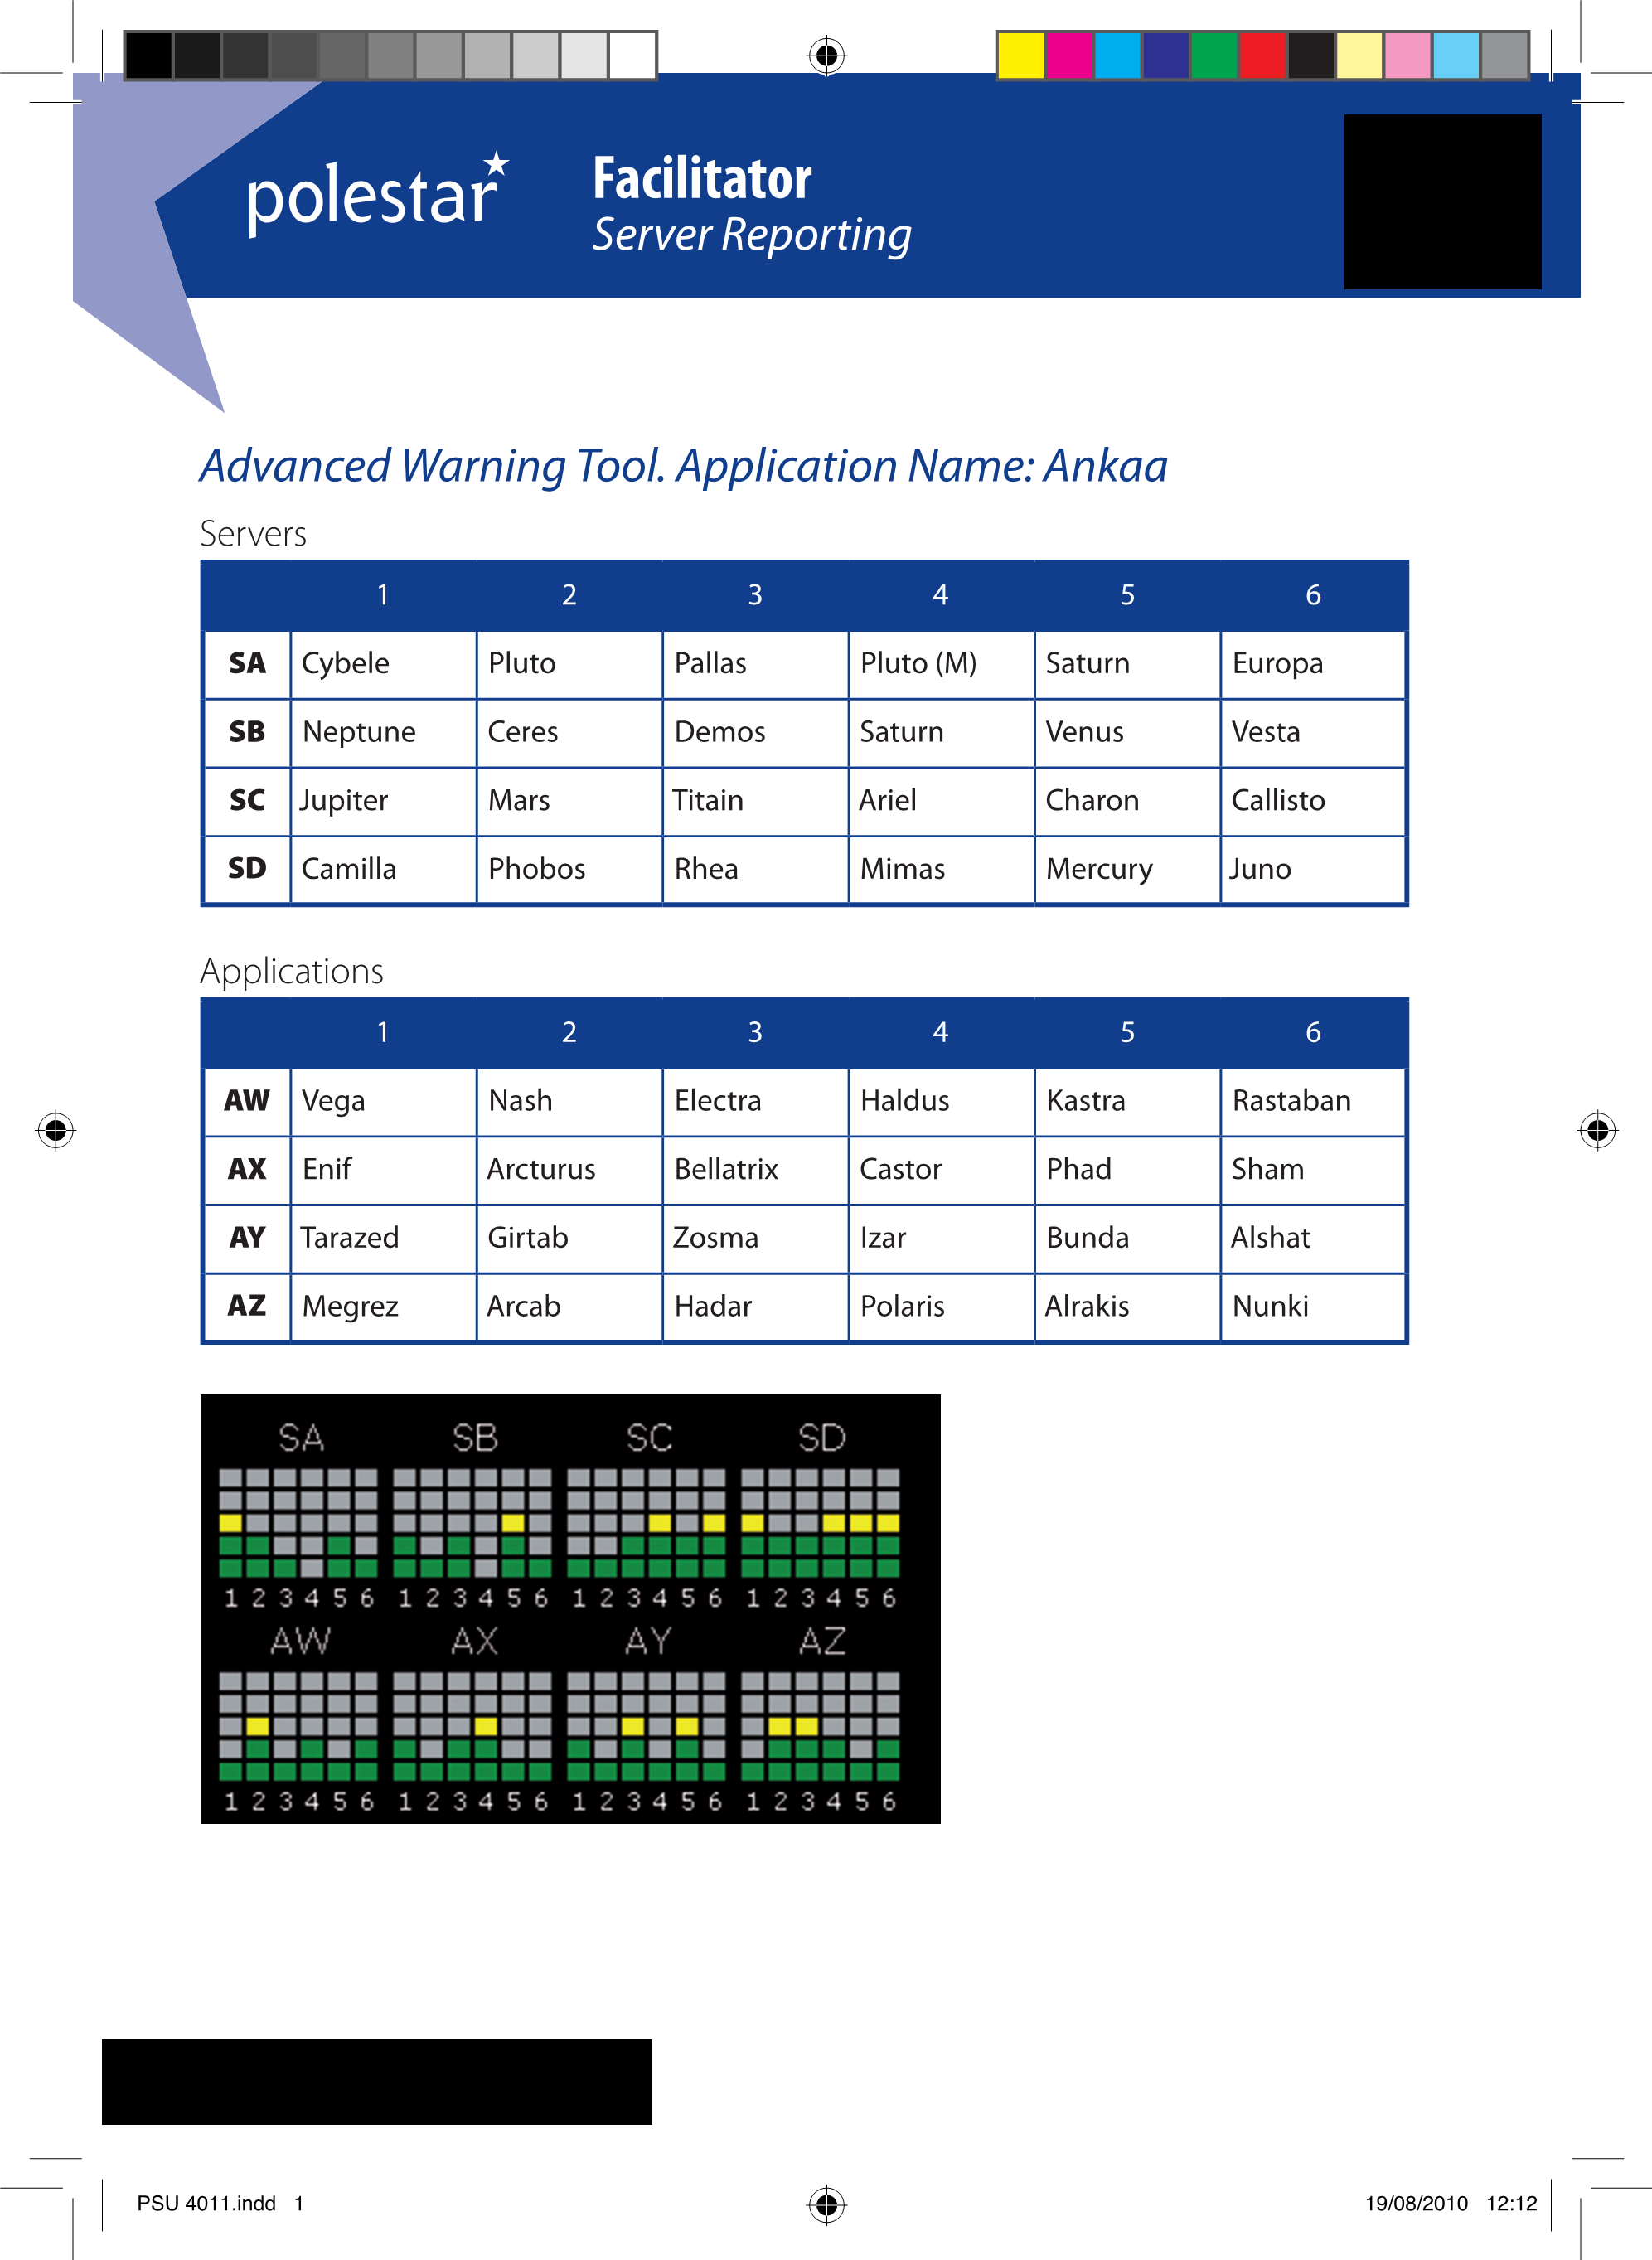 polestar
Facilitator
Server Reporting
Advanced Warning Tool. Application Name: Ankaa
Servers
1 2 3 4 5 6
SA Cybele Pluto Pallas Pluto (M) Saturn Europa
SB Neptune Ceres Demos Saturn Venus Vesta
SC Jupiter Mars Titain Ariel Charon Callisto
SD Camilla Phobos Rhea Mimas Mercury Juno
Applications
1 2 3 4 5 6
AW Vega Nash Electra Haldus Kastra Rastaban
AX Enif Arcturus Bellatrix Castor Phad Sham
AY Tarazed Girtab Zosma Izar Bunda Alshat
AZ Megrez Arcab Hadar Polaris Alrakis Nunki
SA SB SC SD
1 2 3 4 5 6 1 2 3 4 5 6 1 2 3 4 5 6 1 2 3 4 5 6
AW AX AY AZ
1 2 3 4 5 6 1 2 3 4 5 6 1 2 3 4 5 6 1 2 3 4 5 6
PSU 4011.indd 1 19/08/2010 12:12